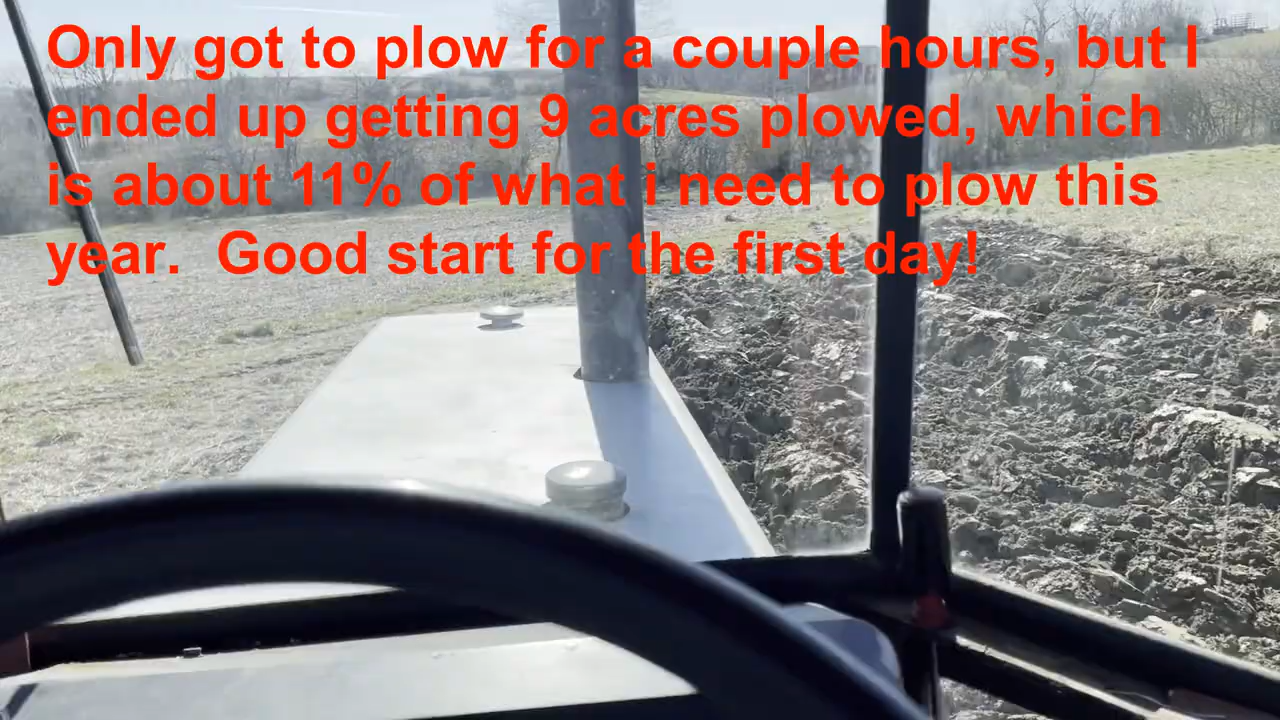 Only got to plow for a couple hours, but I
ended up getting 9 acres plowed, which
is about 11% of what i need to plow this
year.  Good start for the first day!